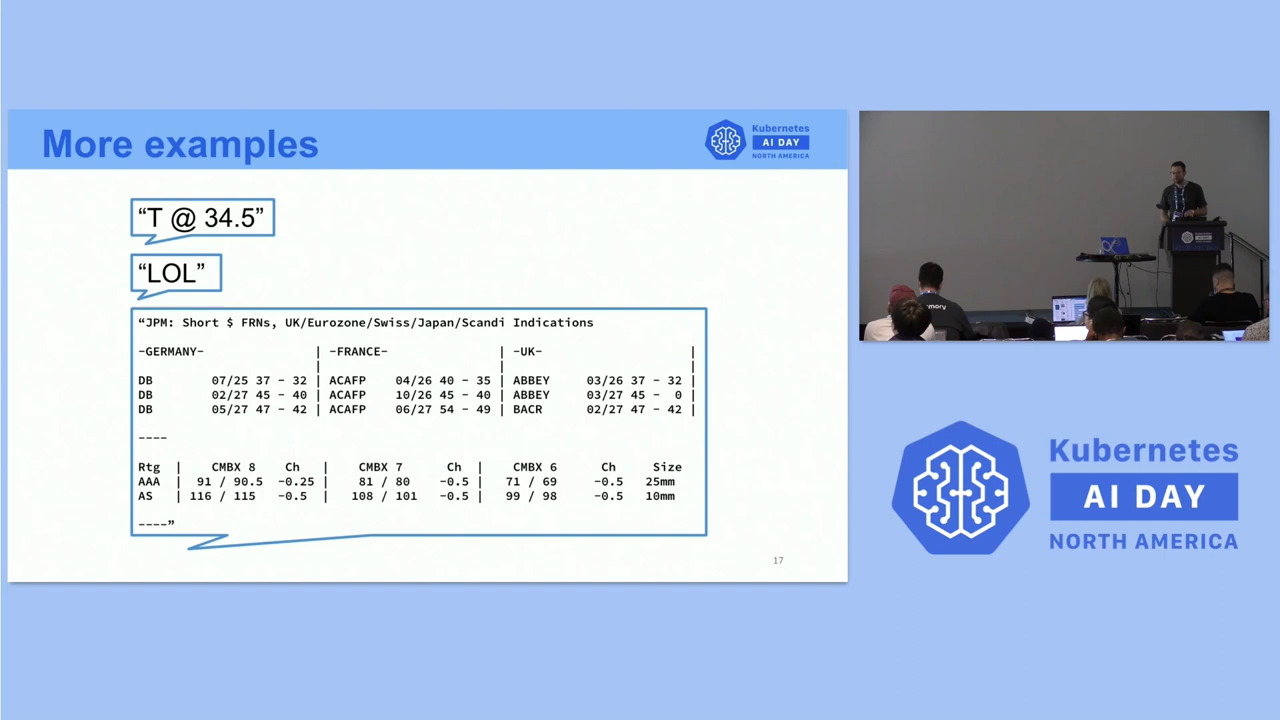 More examples
Kubernetes
AI DAY
NORTH AMERICA
“T @ 34.5”
“LOL”
“JPM: Short $ FRNs, UK/Eurozone/Swiss/Japan/Scandi Indications
-GERMANY-                | -FRANCE-                | -UK-                     |
|                         |                          |
DB        07/25 37 - 32 | ACAFP    04/26 40 - 35 | ABBEY     03/26 37 - 32 |
DB        02/27 45 - 40 | ACAFP    10/26 45 - 40 | ABBEY     03/27 45 -  0 |
DB        05/27 47 - 42 | ACAFP    06/27 54 - 49 | BACR      02/27 47 - 42 |
----
Rtg  |    CMBX 8    Ch   |    CMBX 7     Ch |    CMBX 6      Ch     Size
AAA  |  91 / 90.5  -0.25 |    81 / 80    -0.5 |   71 / 69     -0.5   25mm
AS   | 116 / 115   -0.5  |   108 / 101   -0.5 |   99 / 98     -0.5   10mm
----”
17
mory
Kubernetes
AI DAY
NORTH AMERICA